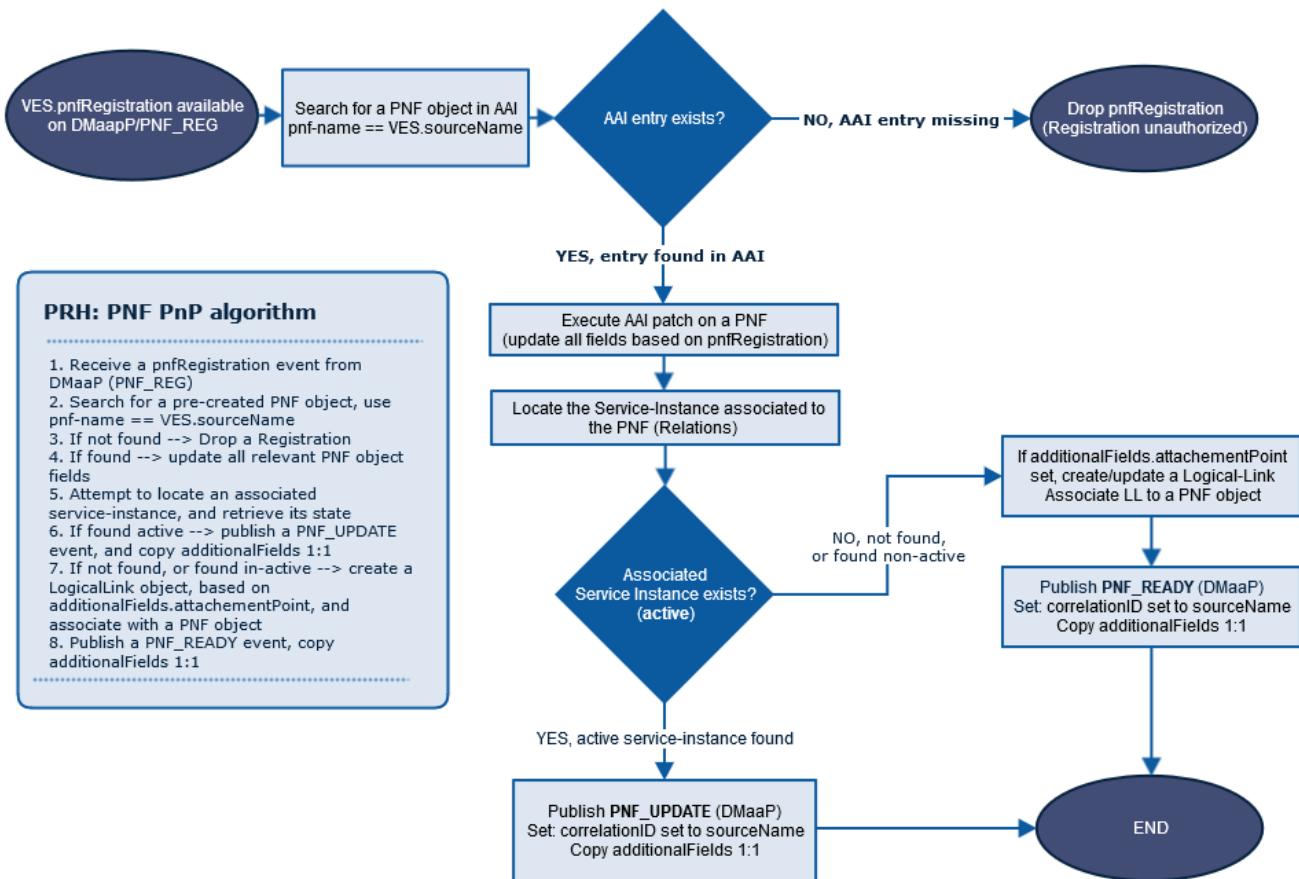 VES.pnfRegistration available
on DMaapP/PNF_REG
Search for a PNF object in AAI
pnf-name == VES.sourceName
AAI entry exists?
NO, AAI entry missing
Drop pnfRegistration
(Registration unauthorized)
YES, entry found in AAI
Execute AAI patch on a PNF
(update all fields based on pnfRegistration)
Locate the Service-Instance associated to
the PNF (Relations)
Associated
Service Instance exists?
(active)
NO, not found,
or found non-active
If additionalFields.attachementPoint
set, create/update a Logical-Link
Associate LL to a PNF object
Publish PNF_READY (DMaaP)
Set: correlationID set to sourceName
Copy additionalFields 1:1
YES, active service-instance found
Publish PNF_UPDATE (DMaaP)
Set: correlationID set to sourceName
Copy additionalFields 1:1
END
PRH: PNF PnP algorithm
1. Receive a pnfRegistration event from
DMaaP (PNF_REG)
2. Search for a pre-created PNF object, use
pnf-name == VES.sourceName
3. If not found --> Drop a Registration
4. If found --> update all relevant PNF object
fields
5. Attempt to locate an associated
service-instance, and retrieve its state
6. If found active --> publish a PNF_UPDATE
event, and copy additionalFields 1:1
7. If not found, or found in-active --> create a
LogicalLink object, based on
additionalFields.attachementPoint, and
associate with a PNF object
8. Publish a PNF_READY event, copy
additionalFields 1:1